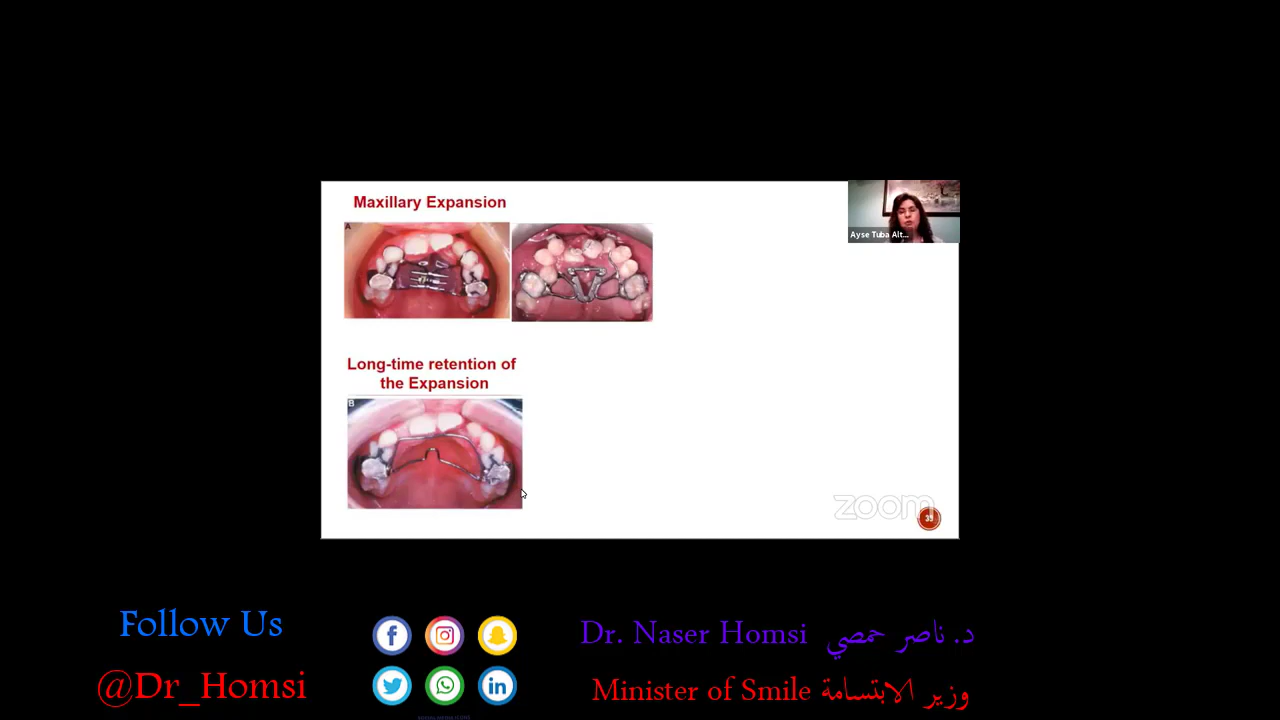 Maxillary Expansion
A
Ayse Tuba Alt...
Long-time retention of
the Expansion
B
zoom
35
Follow Us
@Dr_Homsi
Dr. Naser Homsi د. ناصر حمصي
Minister of Smile وزير الابتسامة